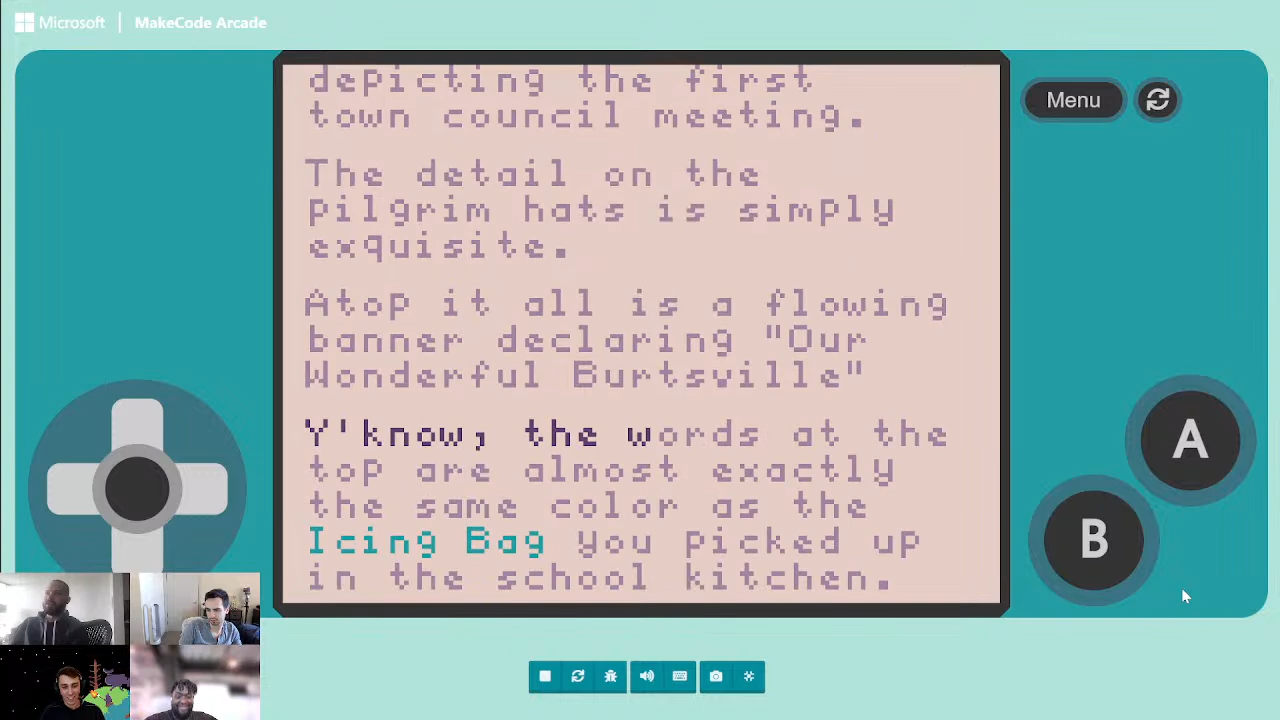 Microsoft | MakeCode Arcade
depicting the first
town council meeting.
The detail on the
pilgrim hats is simply
exquisite.
Atop it all is a flowing
banner declaring "Our
Wonderful Burtsville"
Y'know, the words at the
top are almost exactly
the same color as the
Icing Bag you picked up
in the school kitchen.
Menu
A
B